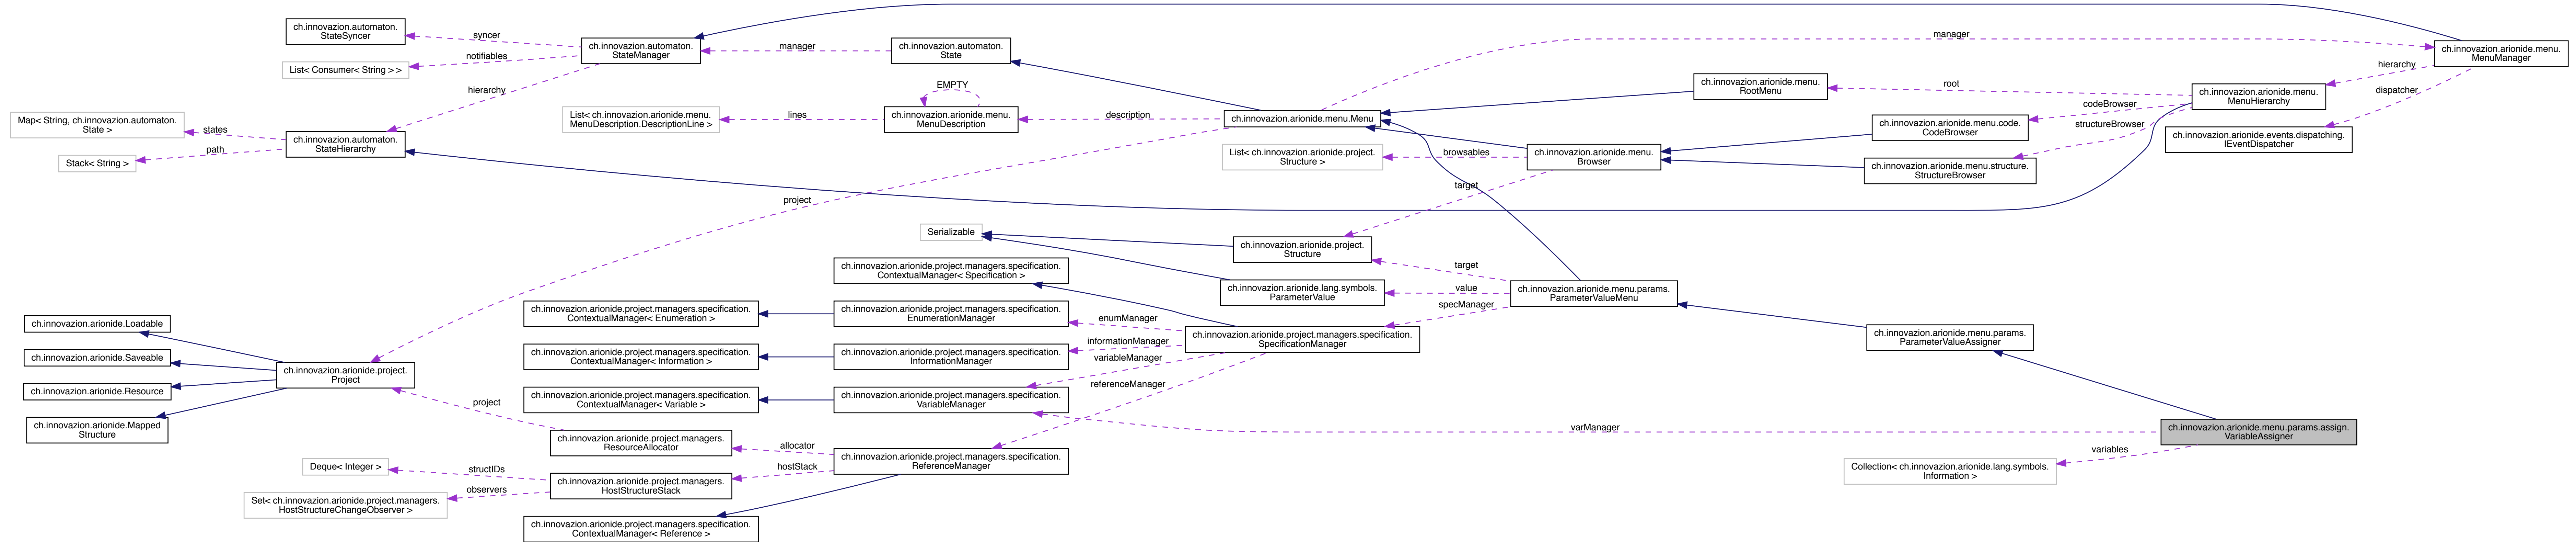 ch.innovazion.automaton.
StateSyncer
syncer
List< Consumer< String > >
notifiables
ch.innovazion.automaton.
StateManager
manager
ch.innovazion.automaton.
State
manager
ch.innovazion.arionide.menu.
MenuManager
hierarchy
dispatcher
ch.innovazion.arionide.menu.
RootMenu
root
ch.innovazion.arionide.menu.
MenuHierarchy
codeBrowser
structureBrowser
ch.innovazion.arionide.events.dispatching.
IEventDispatcher
hierarchy
Map< String, ch.innovazion.automaton.
State >
states
Stack< String >
path
ch.innovazion.automaton.
StateHierarchy
List< ch.innovazion.arionide.menu.
MenuDescription.DescriptionLine >
lines
EMPTY
ch.innovazion.arionide.menu.
MenuDescription
description
ch.innovazion.arionide.menu.Menu
List< ch.innovazion.arionide.project.
Structure >
browsables
ch.innovazion.arionide.menu.
Browser
ch.innovazion.arionide.menu.code.
CodeBrowser
ch.innovazion.arionide.menu.structure.
StructureBrowser
target
project
Serializable
ch.innovazion.arionide.project.
Structure
target
ch.innovazion.arionide.lang.symbols.
ParameterValue
value
specManager
ch.innovazion.arionide.menu.params.
ParameterValueMenu
ch.innovazion.arionide.project.managers.specification.
ContextualManager< Specification >
ch.innovazion.arionide.project.managers.specification.
ContextualManager< Enumeration >
ch.innovazion.arionide.project.managers.specification.
EnumerationManager
enumManager
ch.innovazion.arionide.project.managers.specification.
SpecificationManager
informationManager
variableManager
referenceManager
ch.innovazion.arionide.menu.params.
ParameterValueAssigner
ch.innovazion.arionide.Loadable
ch.innovazion.arionide.Saveable
ch.innovazion.arionide.Resource
ch.innovazion.arionide.Mapped
Structure
ch.innovazion.arionide.project.
Project
ch.innovazion.arionide.project.managers.specification.
ContextualManager< Information >
ch.innovazion.arionide.project.managers.specification.
InformationManager
ch.innovazion.arionide.project.managers.specification.
ContextualManager< Variable >
ch.innovazion.arionide.project.managers.specification.
VariableManager
project
varManager
ch.innovazion.arionide.menu.params.assign.
VariableAssigner
variables
Collection< ch.innovazion.arionide.lang.symbols.
Information >
ch.innovazion.arionide.project.managers.
ResourceAllocator
allocator
ch.innovazion.arionide.project.managers.specification.
ReferenceManager
hostStack
Deque< Integer >
structIDs
Set< ch.innovazion.arionide.project.managers.
HostStructureChangeObserver >
observers
ch.innovazion.arionide.project.managers.
HostStructureStack
ch.innovazion.arionide.project.managers.specification.
ContextualManager< Reference >